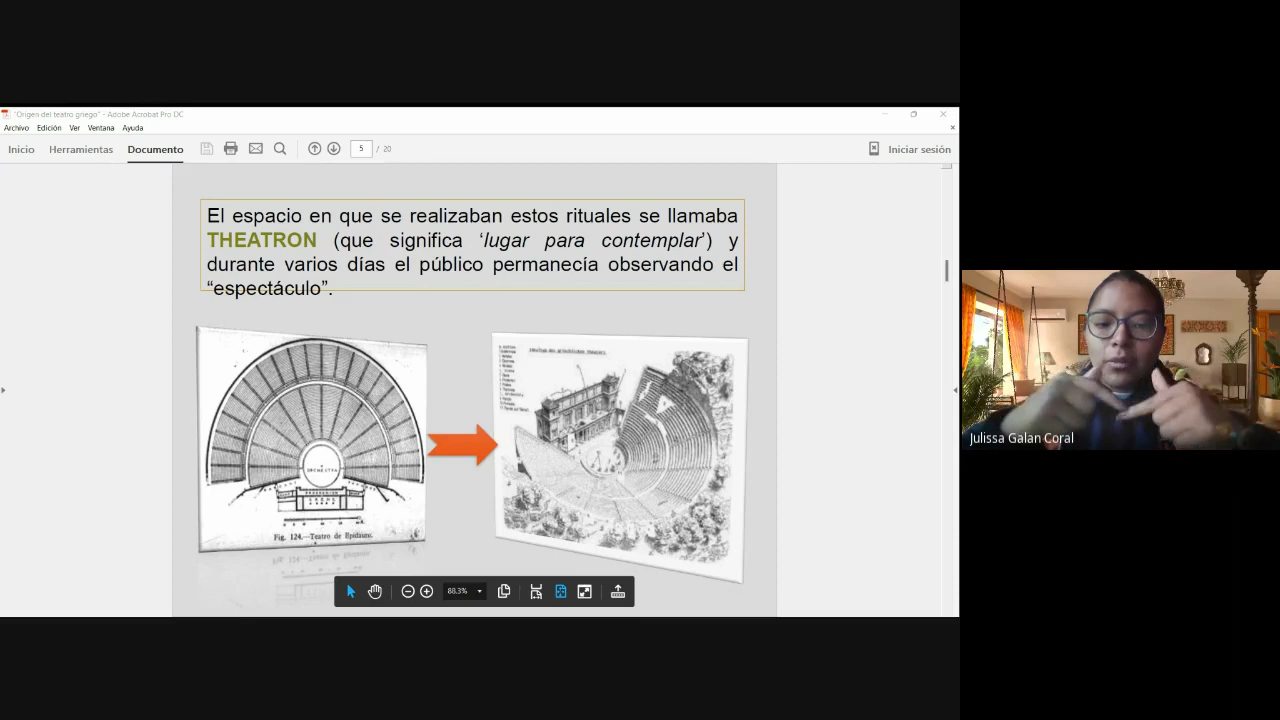 "Origen del teatro griego" - Adobe Acrobat Pro DC
Archivo Edición Ver Ventana Ayuda
Inicio Herramientas Documento 5 / 20 Iniciar sesión
El espacio en que se realizaban estos rituales se llamaba
THEATRON (que significa ‘lugar para contemplar’) y
durante varios días el público permanecía observando el
“espectáculo”.
ORCHESTRA
Fig. 124.—Teatro de Epidauro.
88.3%
Julissa Galan Coral